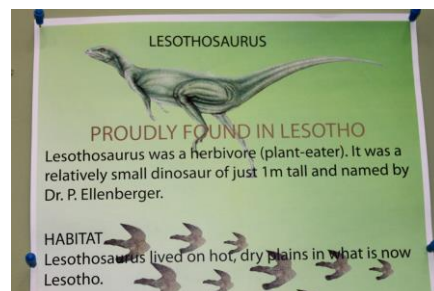 LESOTHOSAURUS
PROUDLY FOUND IN LESOTHO
Lesothosaurus was a herbivore (plant-eater). It was a
relatively small dinosaur of just 1m tall and named by
Dr. P. Ellenberger.
HABITAT
Lesothosaurus lived on hot, dry plains in what is now
Lesotho.